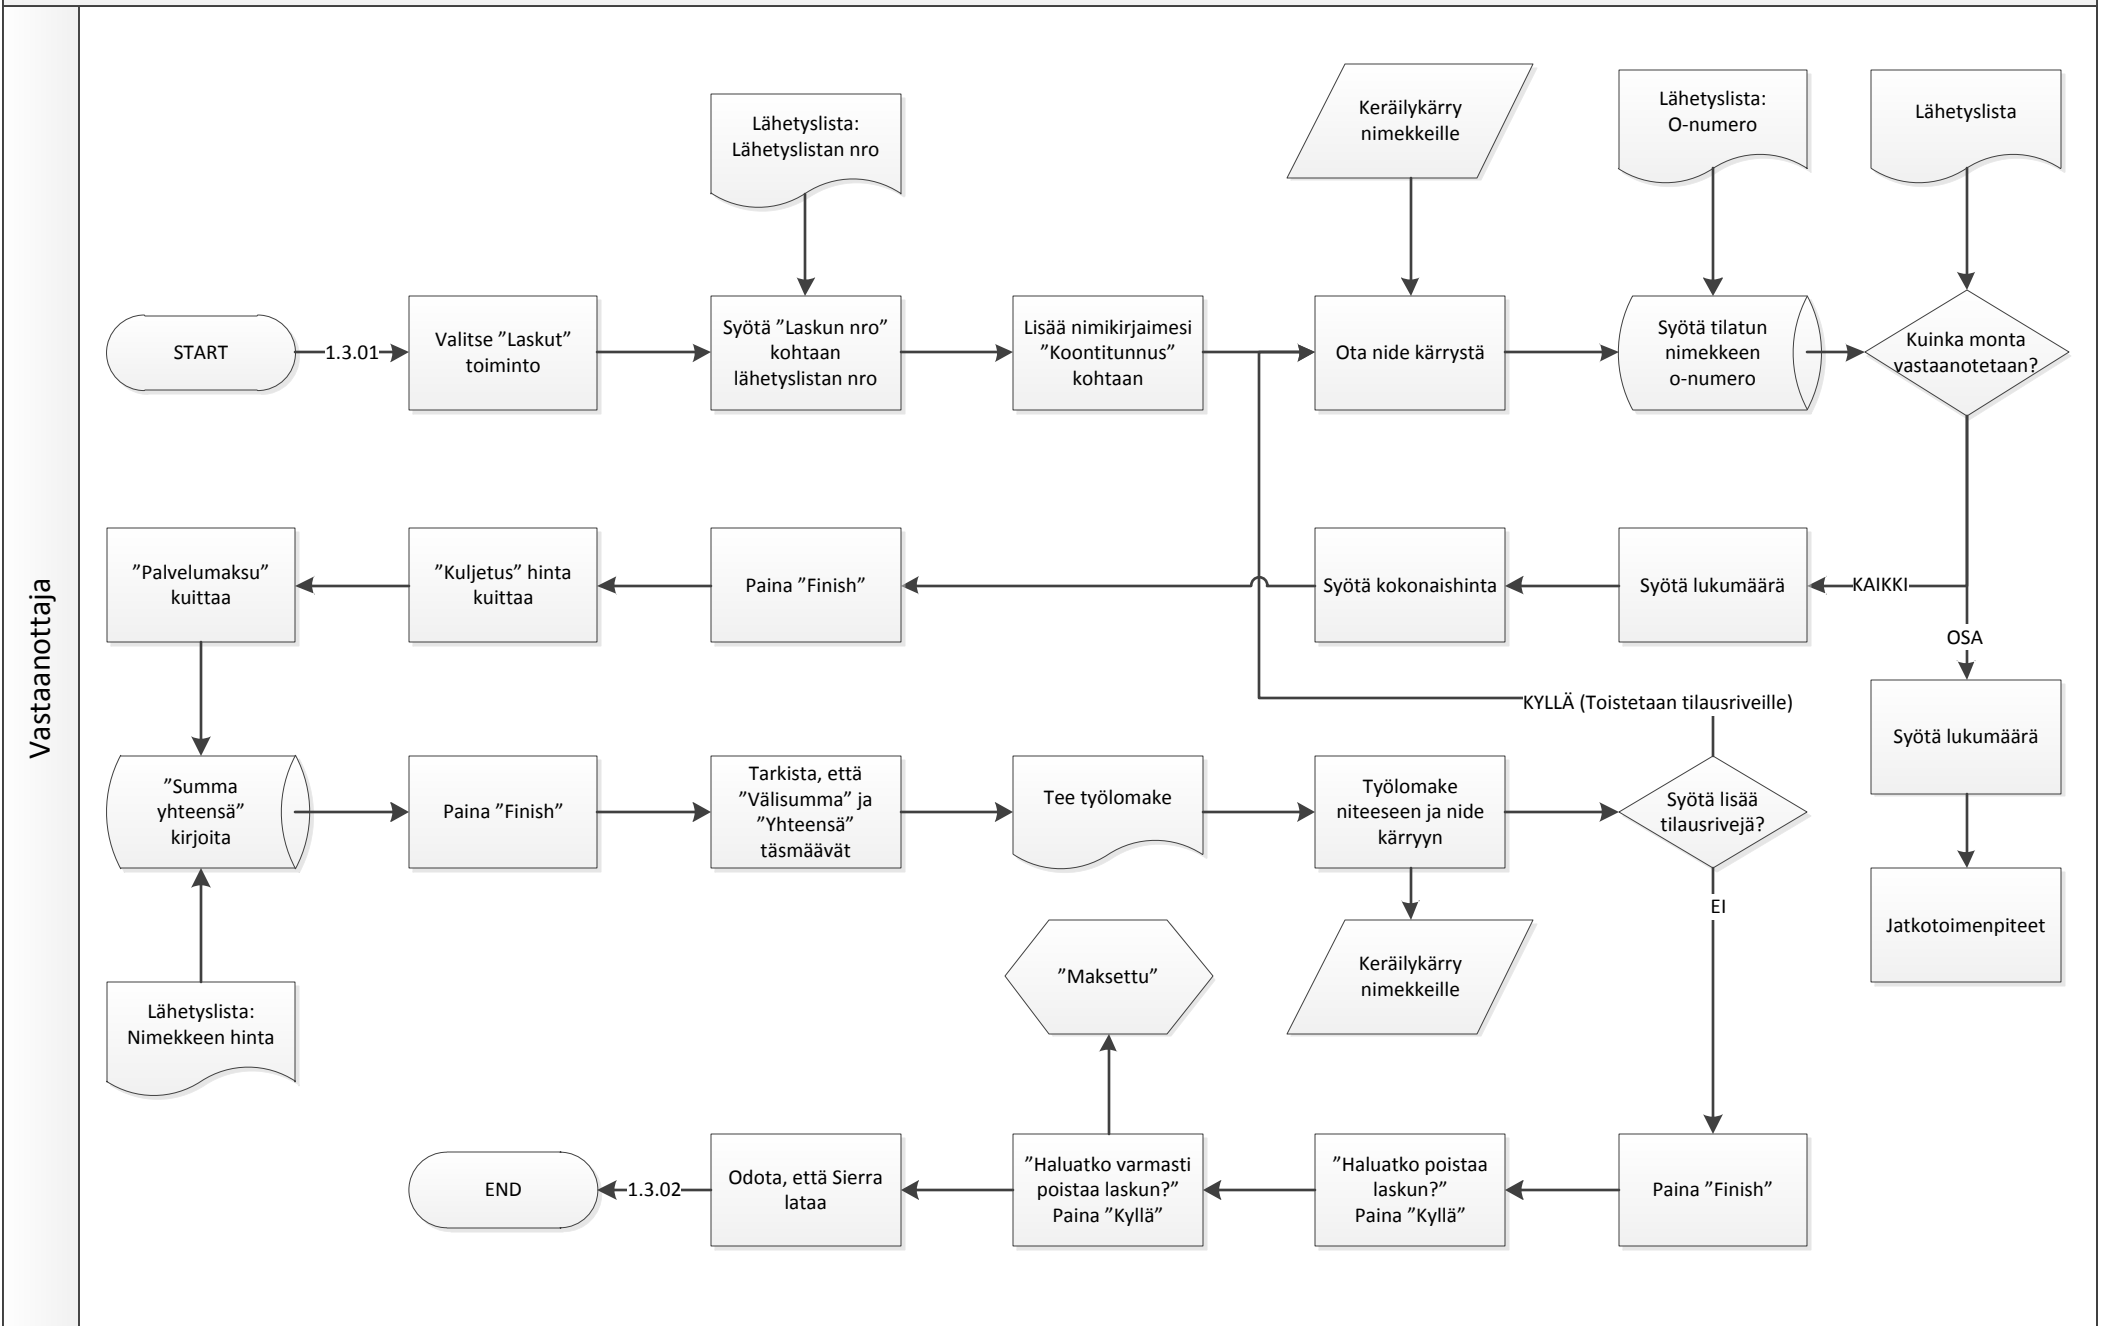 Vastaanottaja
Lähetyslista:
Lähetyslistan nro
Keräilykärry
nimekkeille
Lähetyslista:
O-numero
Lähetyslista
START
1.3.01
Valitse ”Laskut”
toiminto
Syötä ”Laskun nro”
kohtaan
lähetyslistan nro
Lisää nimikirjaimesi
”Koontitunnus”
kohtaan
Ota nide kärrystä
Syötä tilatun
nimekkeen
o-numero
Kuinka monta
vastaanotetaan?
”Palvelumaksu”
kuittaa
”Kuljetus” hinta
kuittaa
Paina ”Finish”
Syötä kokonaishinta
Syötä lukumäärä
KAIKKI
OSA
KYLLÄ (Toistetaan tilausriveille)
Syötä lukumäärä
”Summa
yhteensä”
kirjoita
Paina ”Finish”
Tarkista, että
”Välisumma” ja
”Yhteensä”
täsmäävät
Tee työlomake
Työlomake
niteeseen ja nide
kärryyn
Syötä lisää
tilausrivejä?
EI
Jatkotoimenpiteet
Lähetyslista:
Nimekkeen hinta
”Maksettu”
Keräilykärry
nimekkeille
END
1.3.02
Odota, että Sierra
lataa
”Haluatko varmasti
poistaa laskun?”
Paina ”Kyllä”
”Haluatko poistaa
laskun?”
Paina ”Kyllä”
Paina ”Finish”